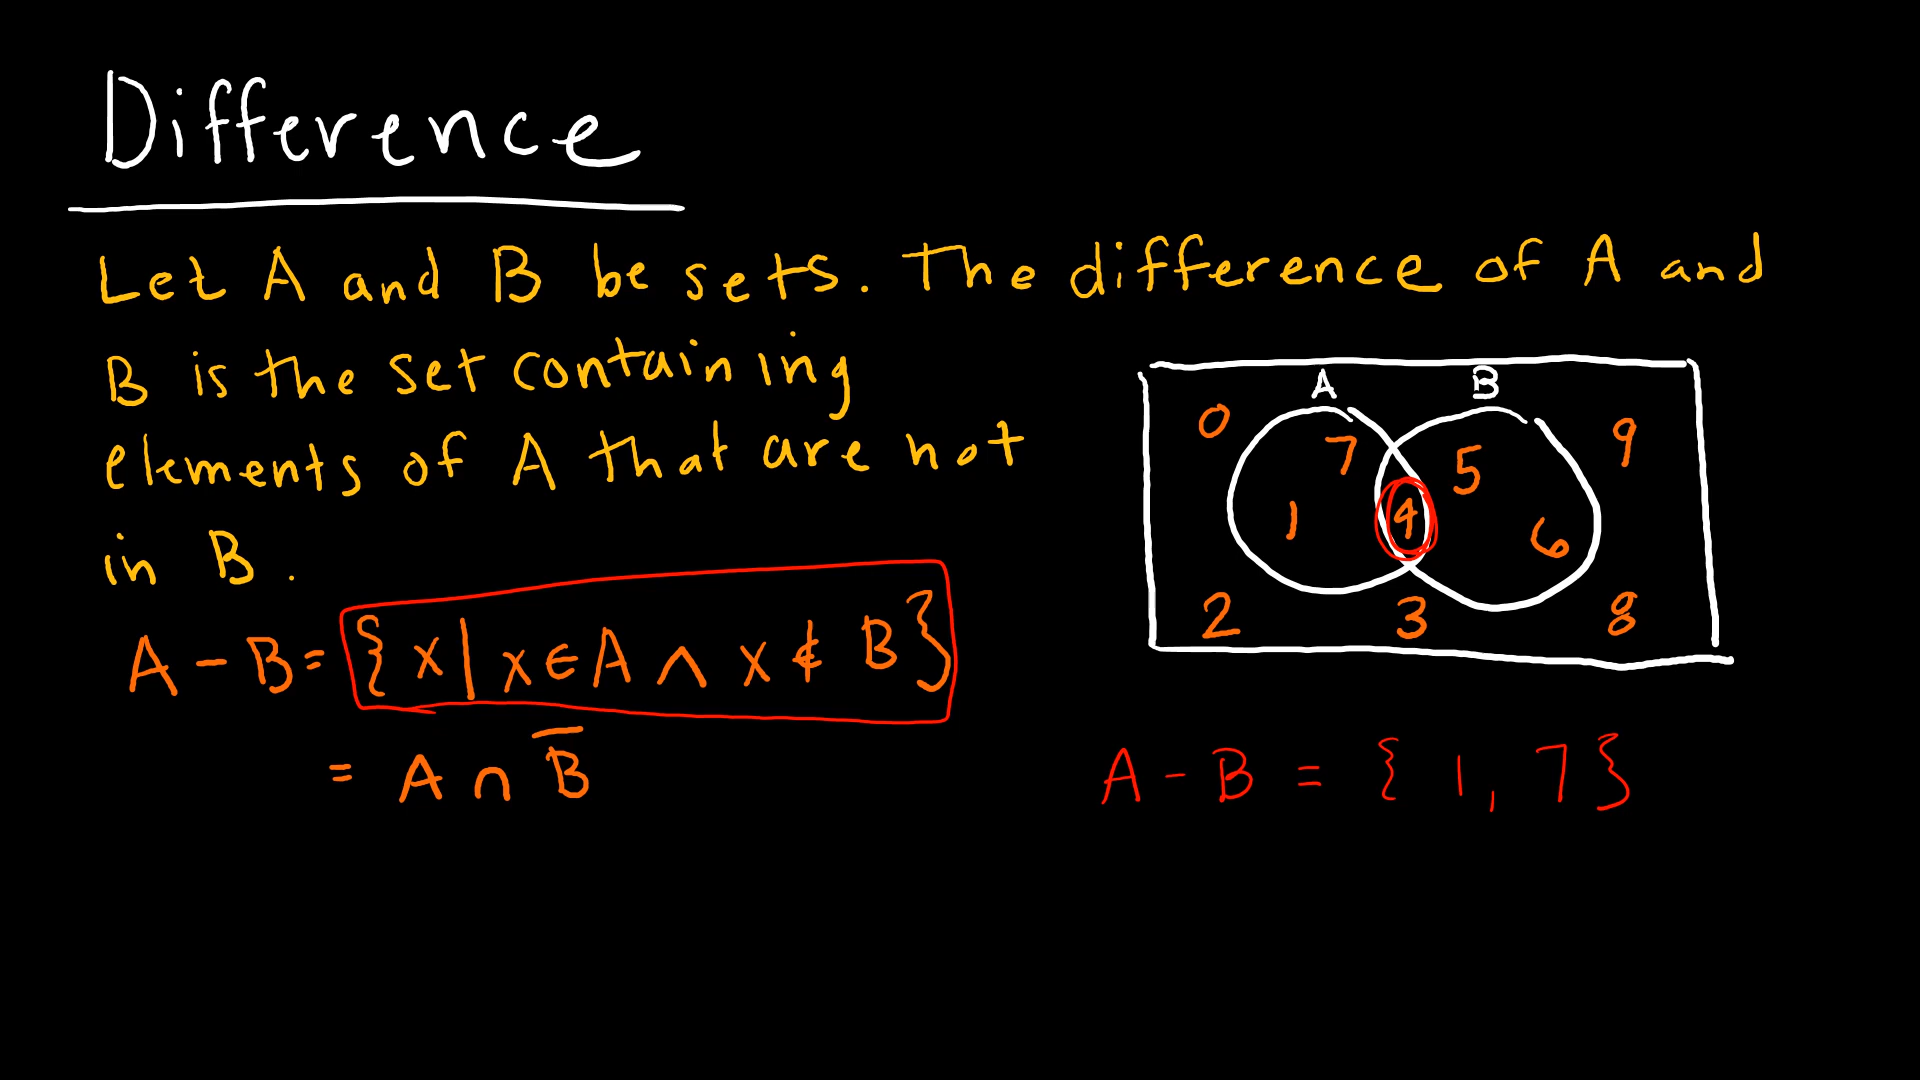 Difference
Let A and B be sets. The difference of A and
B is the set containing
elements of A that are not
in B.
A - B = { x | x ∈ A ∧ x ∉ B }
= A ∩ B̅
A B
0 7 5 9
1 4 6
2 3 8
A - B = { 1, 7 }